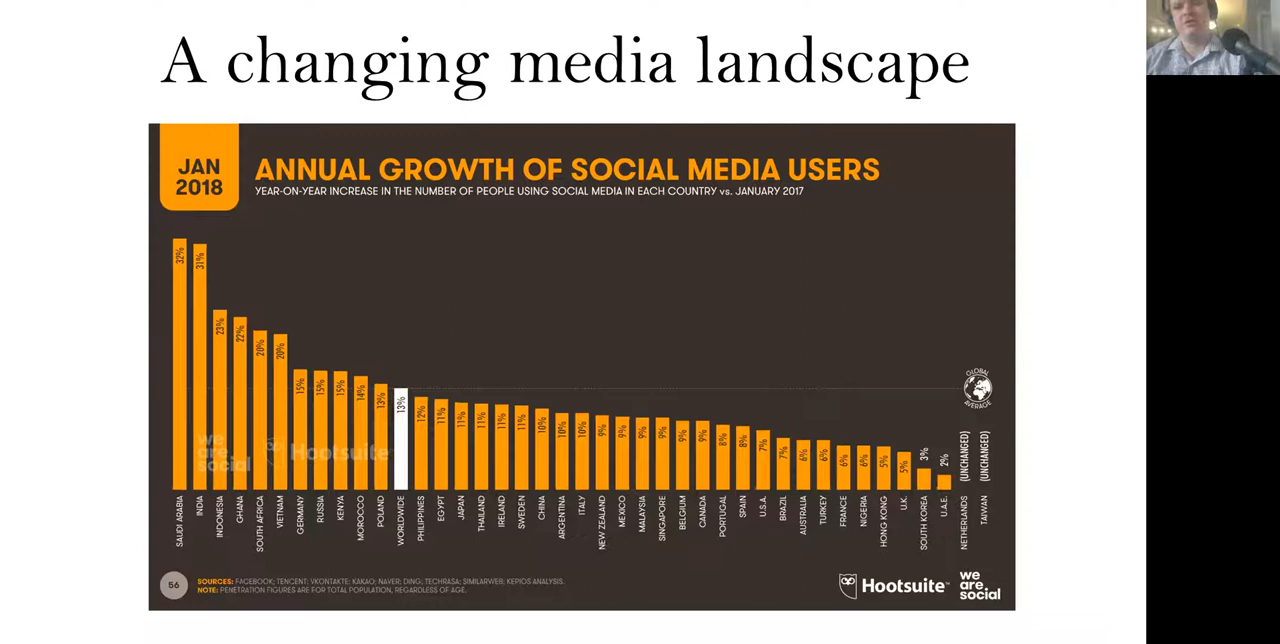 A changing media landscape
JAN
2018
ANNUAL GROWTH OF SOCIAL MEDIA USERS
YEAR-ON-YEAR INCREASE IN THE NUMBER OF PEOPLE USING SOCIAL MEDIA IN EACH COUNTRY vs. JANUARY 2017
32% 31% 23% 22% 20% 20% 15% 15% 15% 14% 13% 13% 12% 11% 11% 11% 11% 11% 10% 10% 10% 9% 9% 9% 9% 9% 9% 8% 8% 7% 7% 6% 6% 6% 6% 5% 5% 3% 2% (UNCHANGED) (UNCHANGED)
GLOBAL
AVERAGE
we
are
social
Hootsuite
SAUDI ARABIA
INDIA
INDONESIA
GHANA
SOUTH AFRICA
VIETNAM
GERMANY
RUSSIA
KENYA
MOROCCO
POLAND
WORLDWIDE
PHILIPPINES
EGYPT
JAPAN
THAILAND
IRELAND
SWEDEN
CHINA
ARGENTINA
ITALY
NEW ZEALAND
MEXICO
MALAYSIA
SINGAPORE
BELGIUM
CANADA
PORTUGAL
SPAIN
U.S.A.
BRAZIL
AUSTRALIA
TURKEY
FRANCE
NIGERIA
HONG KONG
U.K.
SOUTH KOREA
U.A.E.
NETHERLANDS
TAIWAN
56
SOURCES: FACEBOOK; TENCENT; VKONTAKTE; KAKAO; NAVER; DING; TECHRASA; SIMILARWEB; KEPIOS ANALYSIS.
NOTE: PENETRATION FIGURES ARE FOR TOTAL POPULATION, REGARDLESS OF AGE.
Hootsuite™
we
are.
social